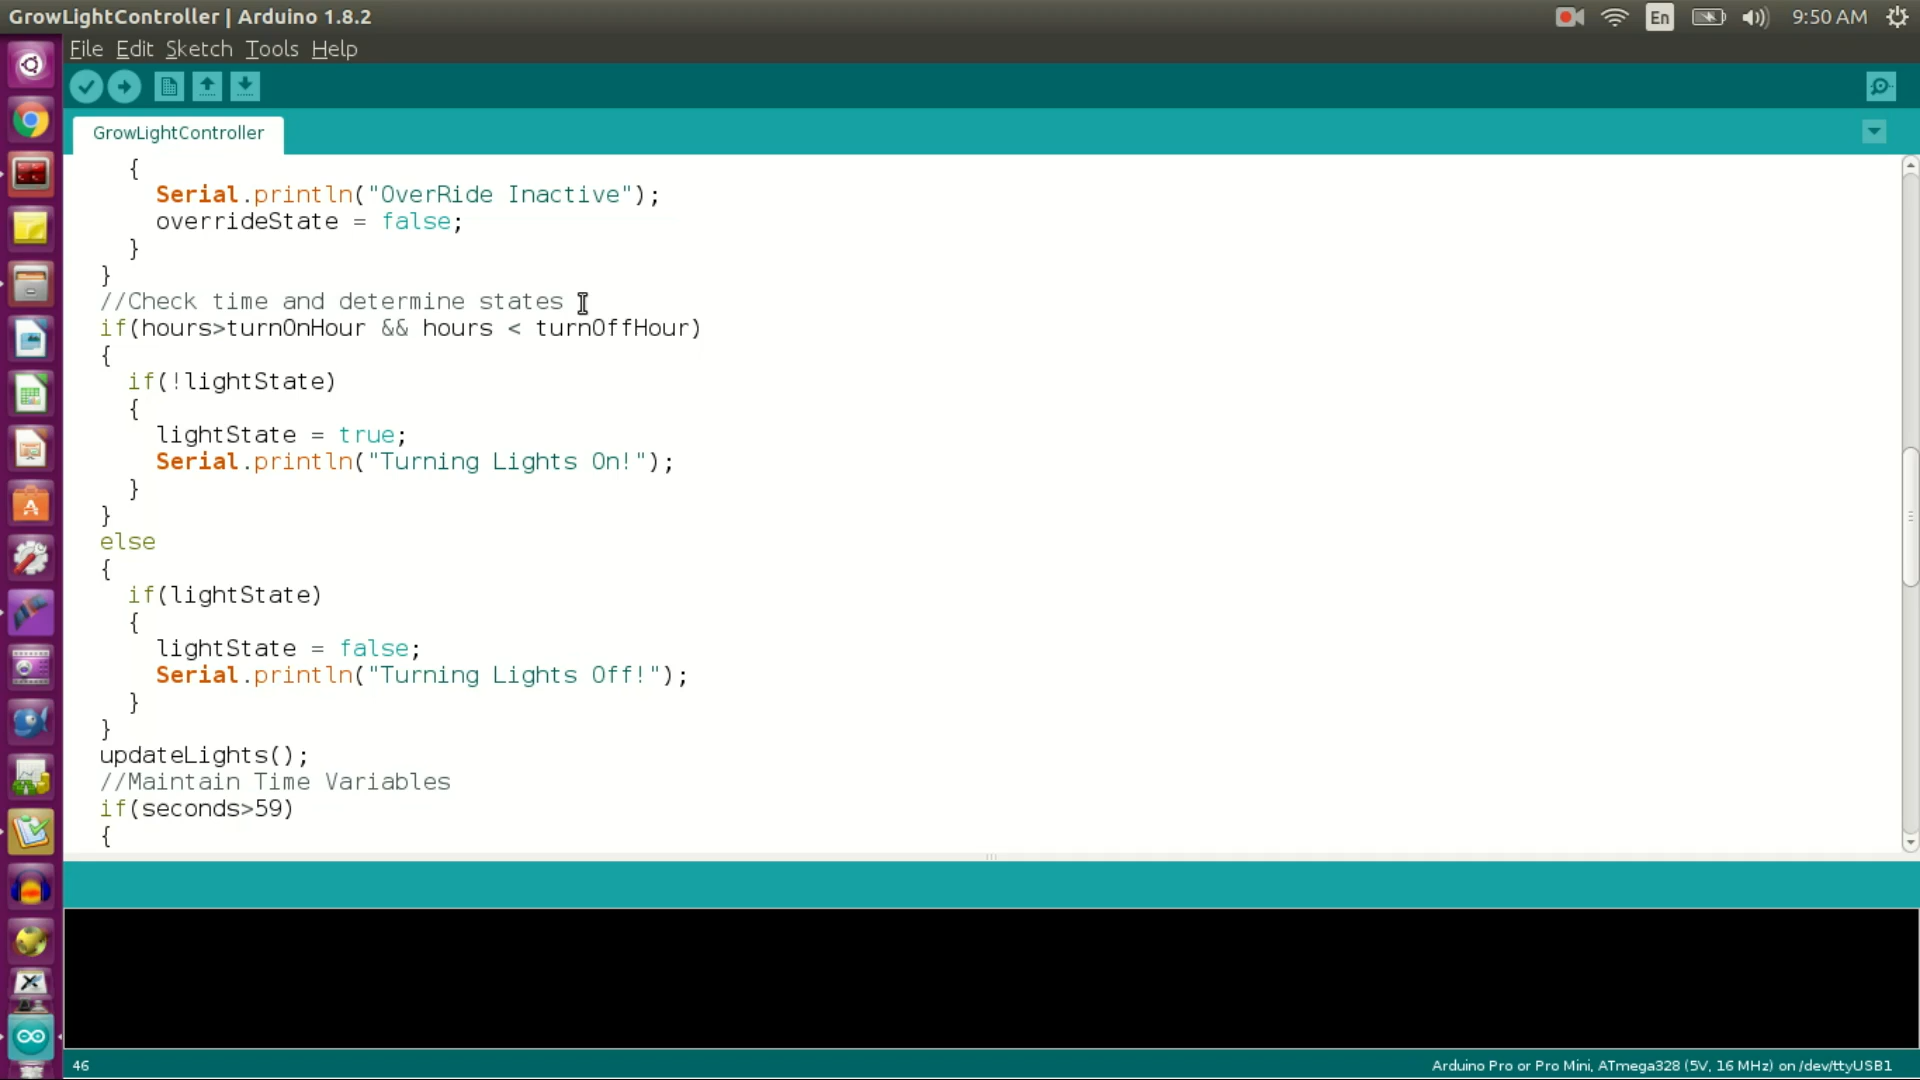 GrowLightController | Arduino 1.8.2
En
9:50 AM
File Edit Sketch Tools Help
GrowLightController
{
Serial.println("OverRide Inactive");
overrideState = false;
}
}
//Check time and determine states
if(hours>turnOnHour && hours < turnOffHour)
{
if(!lightState)
{
lightState = true;
Serial.println("Turning Lights On!");
}
}
else
{
if(lightState)
{
lightState = false;
Serial.println("Turning Lights Off!");
}
}
updateLights();
//Maintain Time Variables
if(seconds>59)
{
46
Arduino Pro or Pro Mini, ATmega328 (5V, 16 MHz) on /dev/ttyUSB1